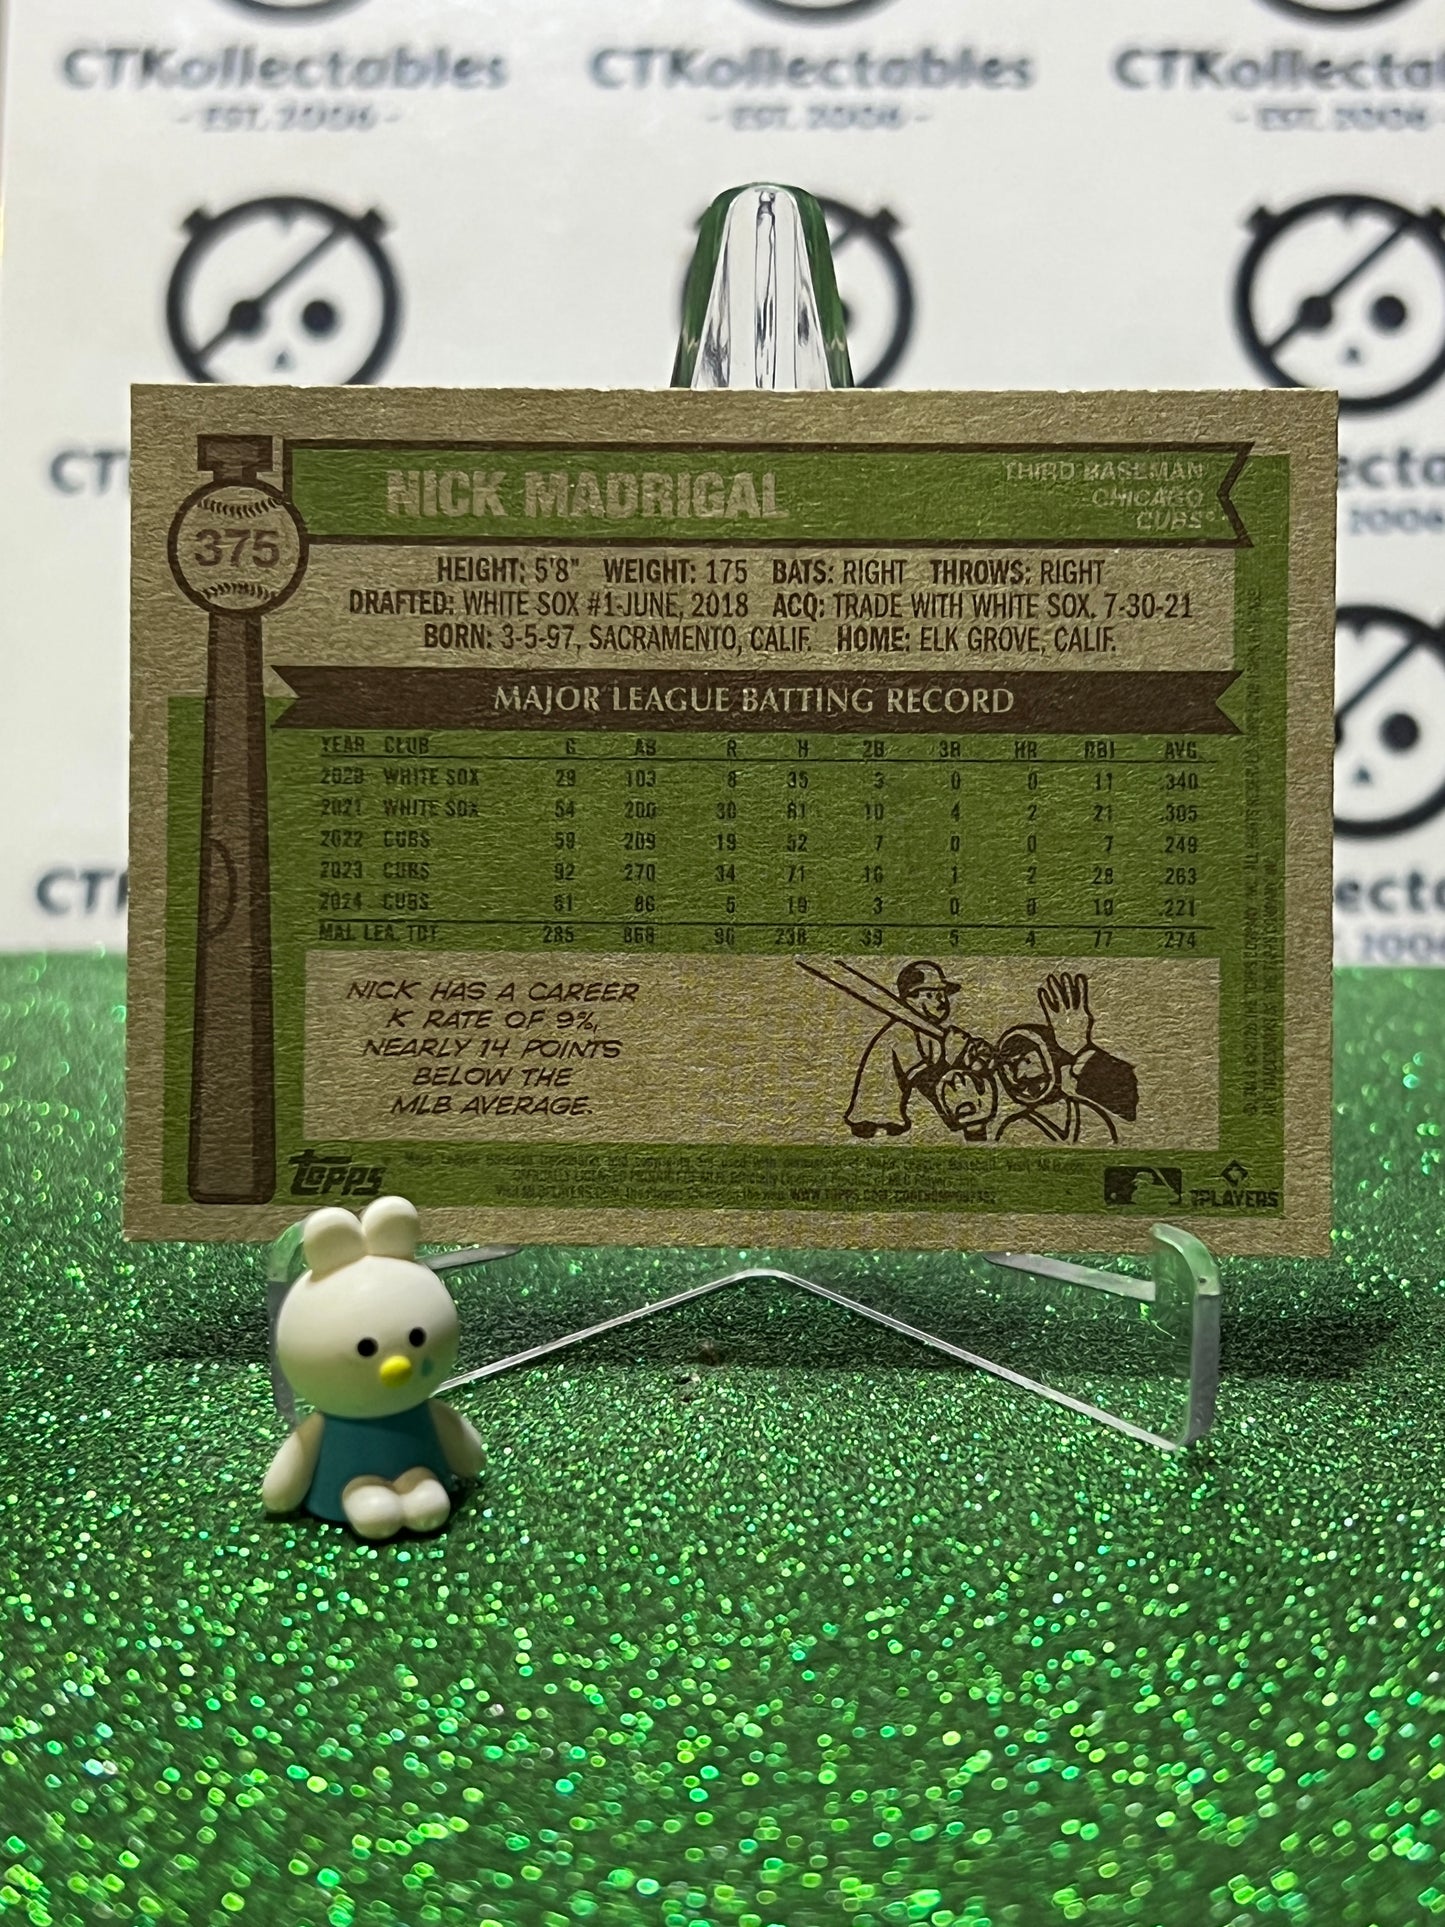 CTKollectables CTKollectables CTKollectab
- EST. 2006 - - EST. 2006 - - EST. 2006
NICK MADRIGAL
THIRD BASEMAN
CHICAGO
CUBS
375
HEIGHT: 5'8" WEIGHT: 175 BATS: RIGHT THROWS: RIGHT
DRAFTED: WHITE SOX #1-JUNE, 2018 ACQ: TRADE WITH WHITE SOX, 7-30-21
BORN: 3-5-97, SACRAMENTO, CALIF. HOME: ELK GROVE, CALIF.
MAJOR LEAGUE BATTING RECORD
YEAR CLUB G AB R H 2B 3B HR RBI AVG
2020 WHITE SOX 29 103 8 35 3 0 0 11 .340
2021 WHITE SOX 54 200 30 61 10 4 2 21 .305
2022 CUBS 59 209 19 52 7 0 0 7 .249
2023 CUBS 92 270 34 71 16 1 2 28 .263
2024 CUBS 51 86 5 19 3 0 0 10 .221
MAJ. LEA. TOT. 285 868 96 238 39 5 4 77 .274
NICK HAS A CAREER
K RATE OF 9%,
NEARLY 14 POINTS
BELOW THE
MLB AVERAGE.
Topps
PLAYERS